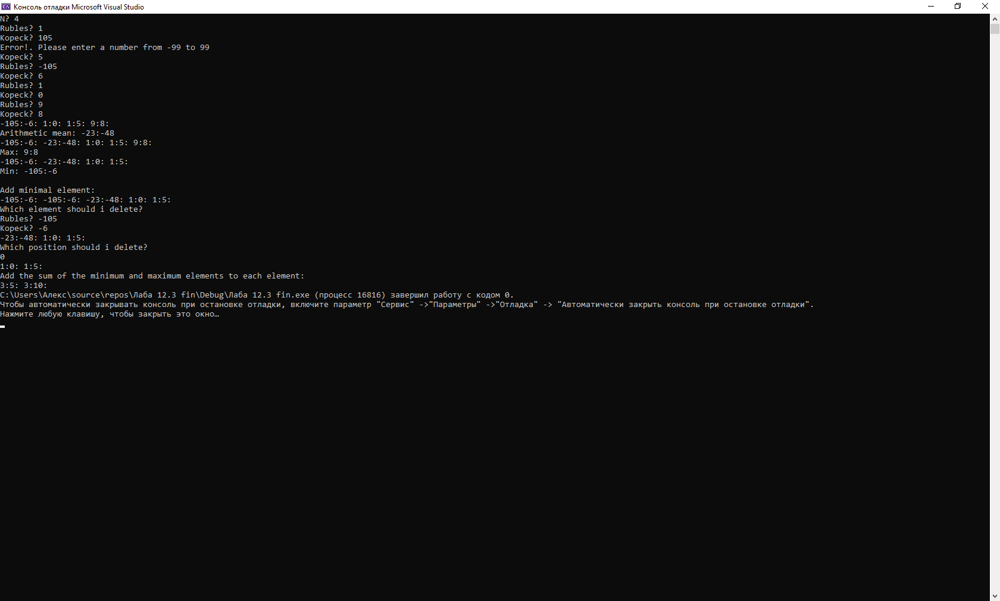 Консоль отладки Microsoft Visual Studio
N? 4
Rubles? 1
Kopeck? 105
Error!. Please enter a number from -99 to 99
Kopeck? 5
Rubles? -105
Kopeck? 6
Rubles? 1
Kopeck? 0
Rubles? 9
Kopeck? 8
-105:-6: 1:0: 1:5: 9:8:
Arithmetic mean: -23:-48
-105:-6: -23:-48: 1:0: 1:5: 9:8:
Max: 9:8
-105:-6: -23:-48: 1:0: 1:5:
Min: -105:-6
Add minimal element:
-105:-6: -105:-6: -23:-48: 1:0: 1:5:
Which element should i delete?
Rubles? -105
Kopeck? -6
-23:-48: 1:0: 1:5:
Which position should i delete?
0
1:0: 1:5:
Add the sum of the minimum and maximum elements to each element:
3:5: 3:10:
C:\Users\Алекс\source\repos\Лаба 12.3 fin\Debug\Лаба 12.3 fin.exe (процесс 16816) завершил работу с кодом 0.
Чтобы автоматически закрывать консоль при остановке отладки, включите параметр "Сервис" ->"Параметры" ->"Отладка" -> "Автоматически закрыть консоль при остановке отладки".
Нажмите любую клавишу, чтобы закрыть это окно…